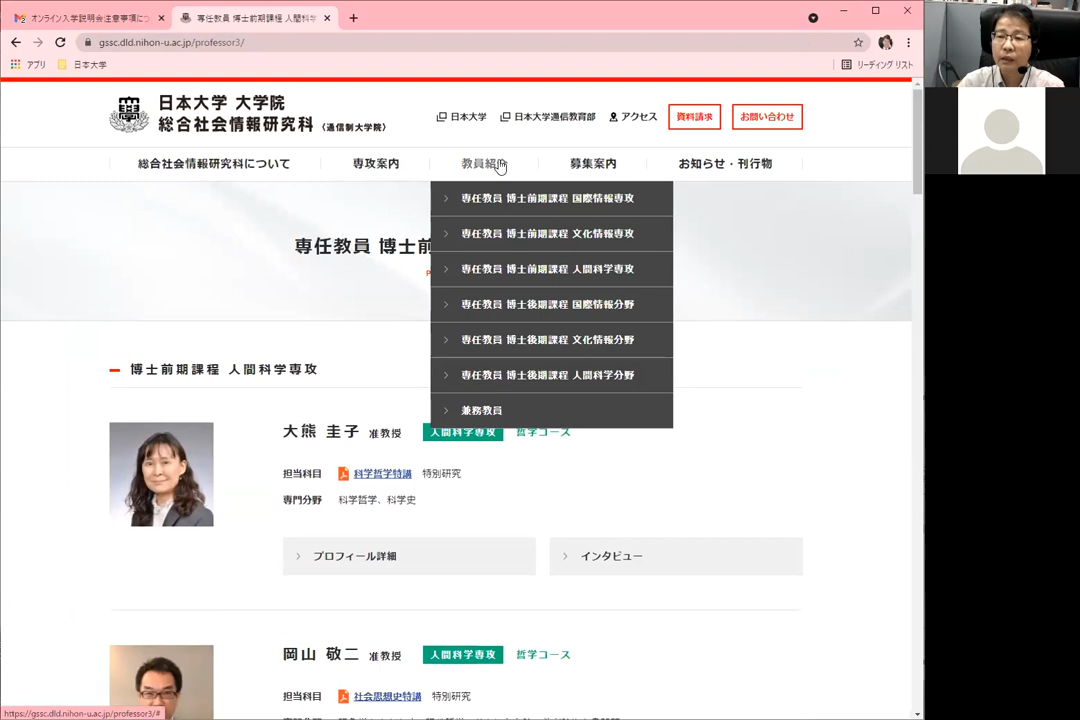 オンライン入学説明会注意事項につ
専任教員 博士前期課程 人間科学
gssc.dld.nihon-u.ac.jp/professor3/
アプリ
日本大学
リーディング リスト
日本大学 大学院
総合社会情報研究科 (通信制大学院)
日本大学
日本大学通信教育部
アクセス
資料請求
お問い合わせ
総合社会情報研究科について
専攻案内
教員紹介
募集案内
お知らせ・刊行物
専任教員 博士前
P
専任教員 博士前期課程 国際情報専攻
専任教員 博士前期課程 文化情報専攻
専任教員 博士前期課程 人間科学専攻
専任教員 博士後期課程 国際情報分野
専任教員 博士後期課程 文化情報分野
専任教員 博士後期課程 人間科学分野
兼務教員
博士前期課程 人間科学専攻
大熊 圭子 准教授 人間科学専攻 哲学コース
担当科目 科学哲学特講 特別研究
専門分野 科学哲学、科学史
プロフィール詳細
インタビュー
岡山 敬二 准教授 人間科学専攻 哲学コース
担当科目 社会思想史特講 特別研究
https://gssc.dld.nihon-u.ac.jp/professor3/#